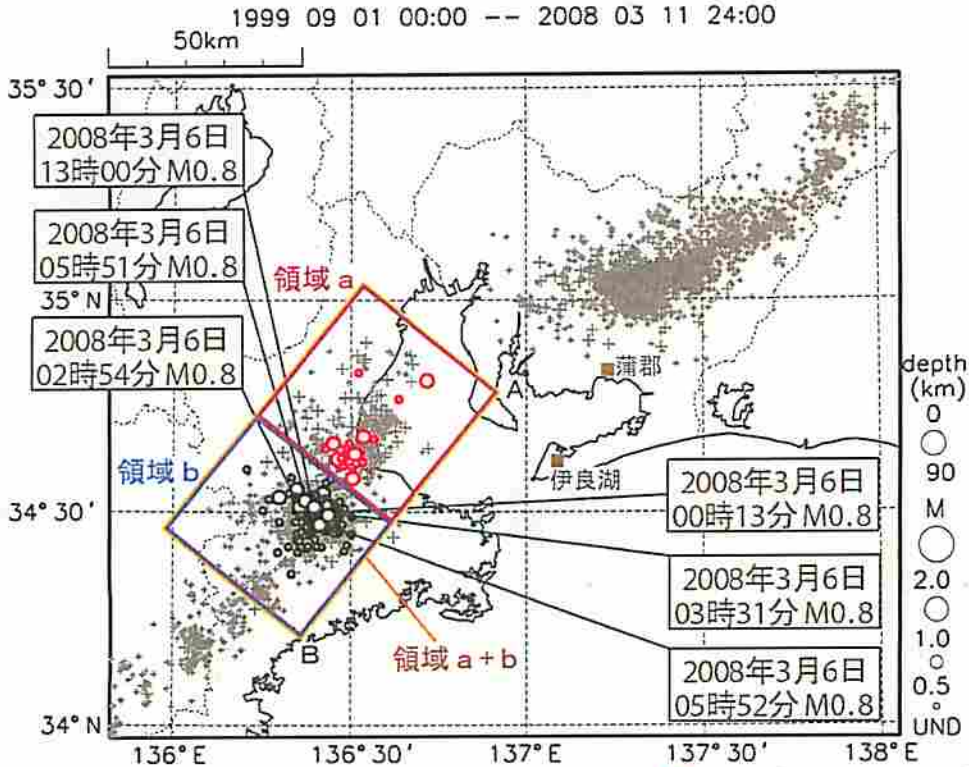 1999 09 01 00:00 -- 2008 03 11 24:00
50km
35°30′
2008年3月6日
13時00分 M0.8
2008年3月6日
05時51分 M0.8
領域a
35°N
2008年3月6日
02時54分 M0.8
A
蒲郡
depth
(km)
0
90
M
2.0
1.0
0.5
UND
領域b
伊良湖
2008年3月6日
00時13分 M0.8
34°30′
2008年3月6日
03時31分 M0.8
B
領域a+b
2008年3月6日
05時52分 M0.8
34°N
136°E
136.5°E
137°E
137.5°E
138°E